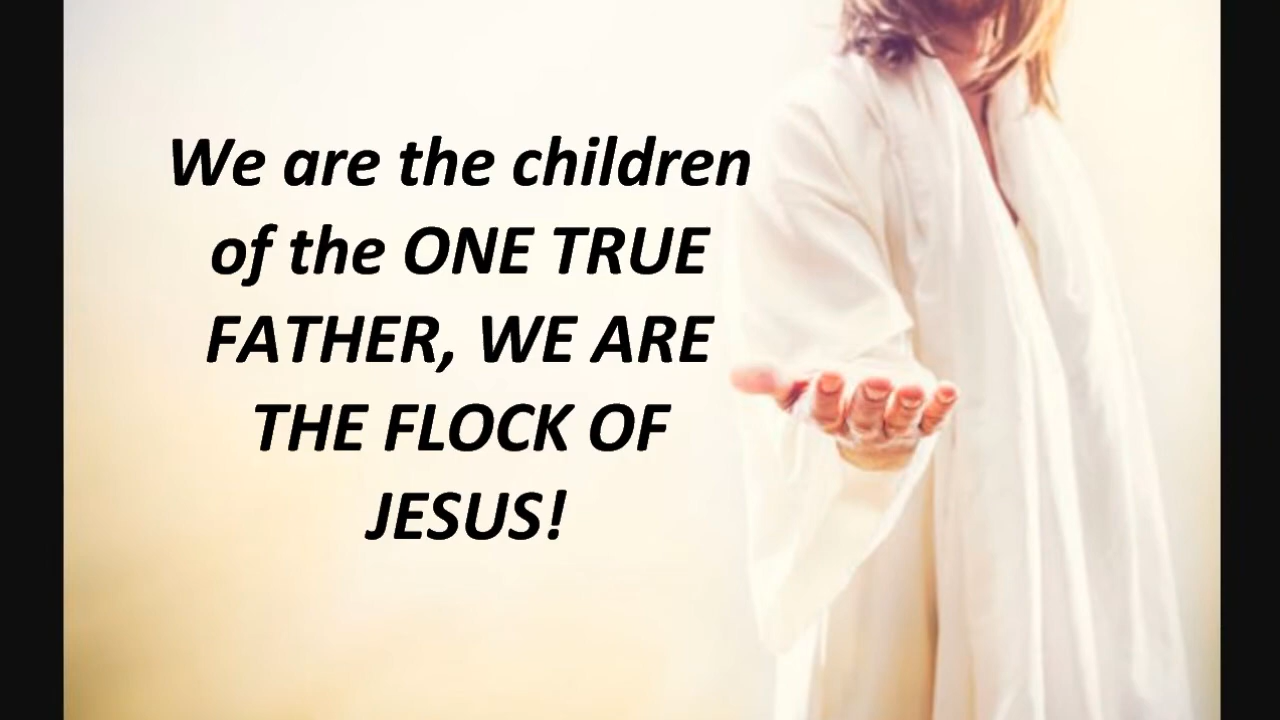 We are the children
of the ONE TRUE
FATHER, WE ARE
THE FLOCK OF
JESUS!